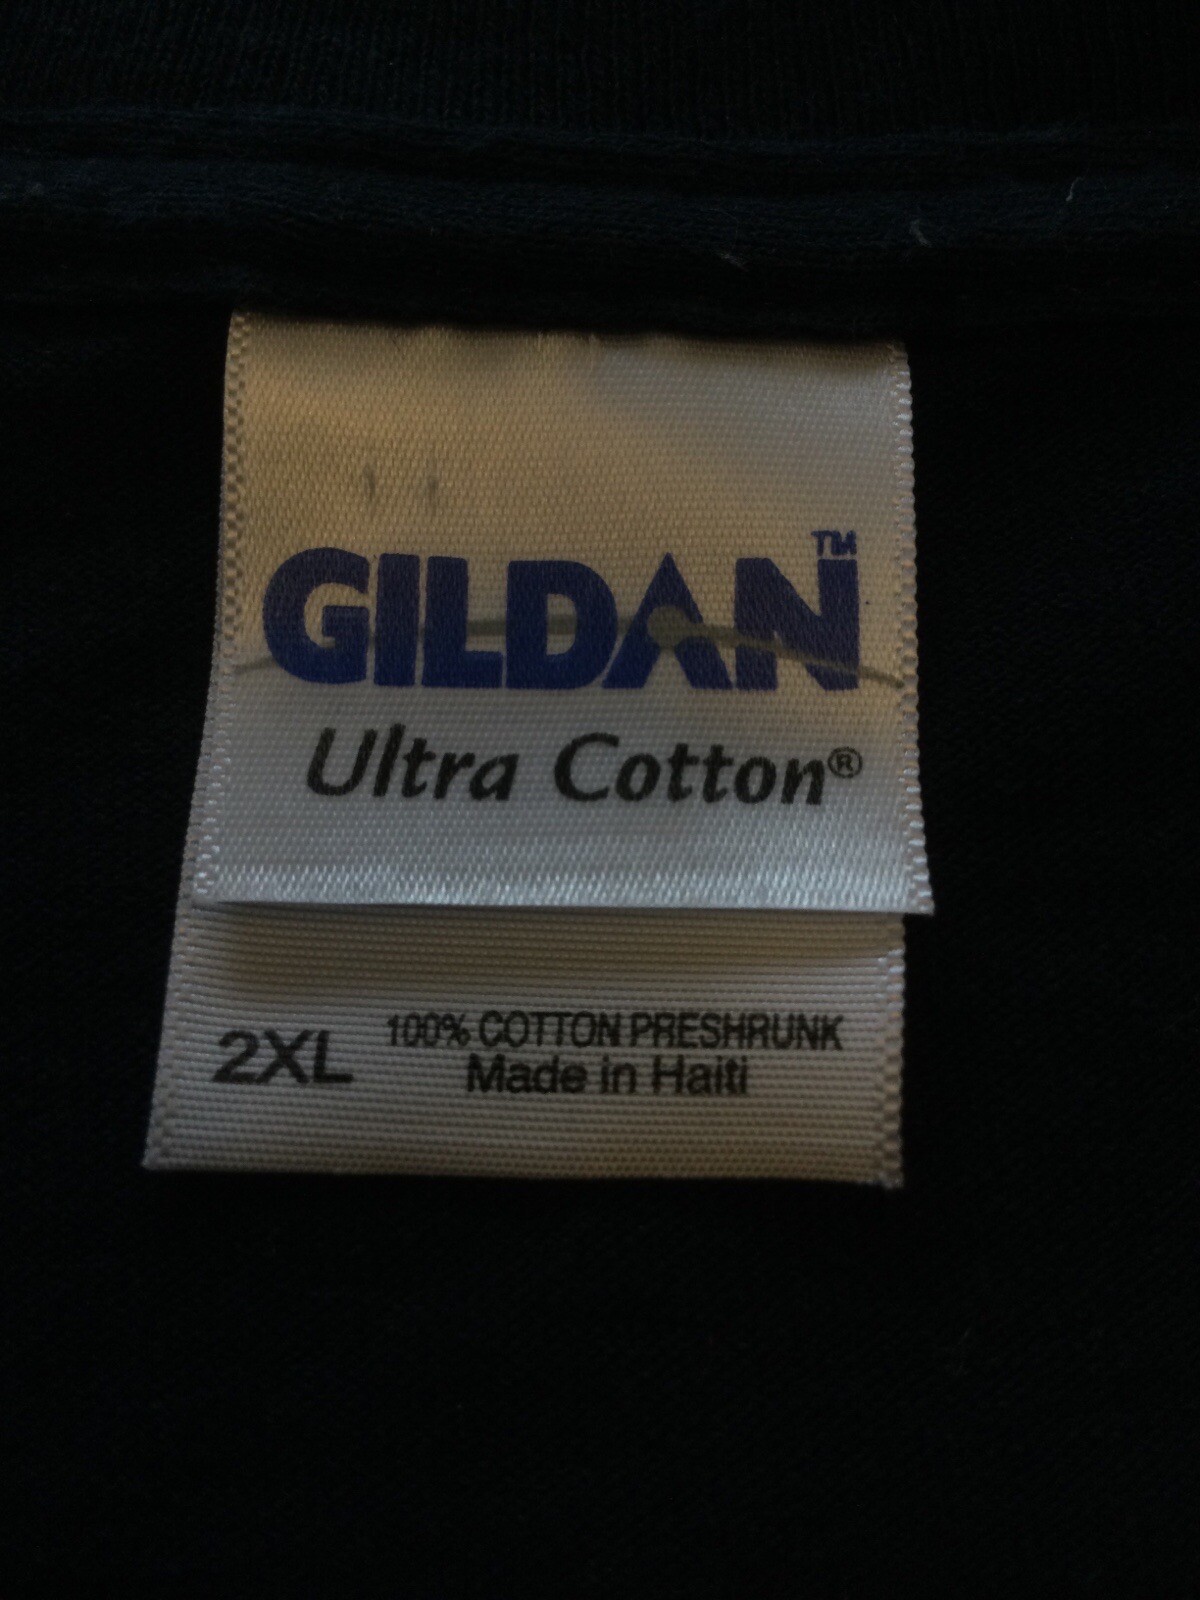 GILDAN™
Ultra Cotton®
2XL
100% COTTON PRESHRUNK
Made in Haiti